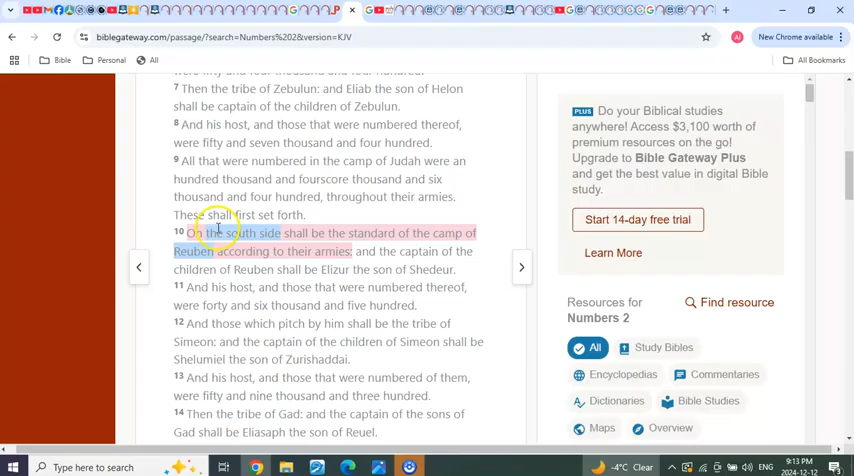 biblegateway.com/passage/?search=Numbers%202&version=KJV
New Chrome available
Bible
Personal
All
All Bookmarks
were fifty and four thousand and four hundred.
7 Then the tribe of Zebulun: and Eliab the son of Helon
shall be captain of the children of Zebulun.
8 And his host, and those that were numbered thereof,
were fifty and seven thousand and four hundred.
9 All that were numbered in the camp of Judah were an
hundred thousand and fourscore thousand and six
thousand and four hundred, throughout their armies.
These shall first set forth.
10 On the south side shall be the standard of the camp of
Reuben according to their armies: and the captain of the
children of Reuben shall be Elizur the son of Shedeur.
11 And his host, and those that were numbered thereof,
were forty and six thousand and five hundred.
12 And those which pitch by him shall be the tribe of
Simeon: and the captain of the children of Simeon shall be
Shelumiel the son of Zurishaddai.
13 And his host, and those that were numbered of them,
were fifty and nine thousand and three hundred.
14 Then the tribe of Gad: and the captain of the sons of
Gad shall be Eliasaph the son of Reuel.
PLUS Do your Biblical studies
anywhere! Access $3,100 worth of
premium resources on the go!
Upgrade to Bible Gateway Plus
and get the best value in digital Bible
study.
Start 14-day free trial
Learn More
Resources for
Numbers 2
Find resource
All
Study Bibles
Encyclopedias
Commentaries
Dictionaries
Bible Studies
Maps
Overview
Type here to search
-4°C Clear
ENG
9:13 PM
2024-12-12